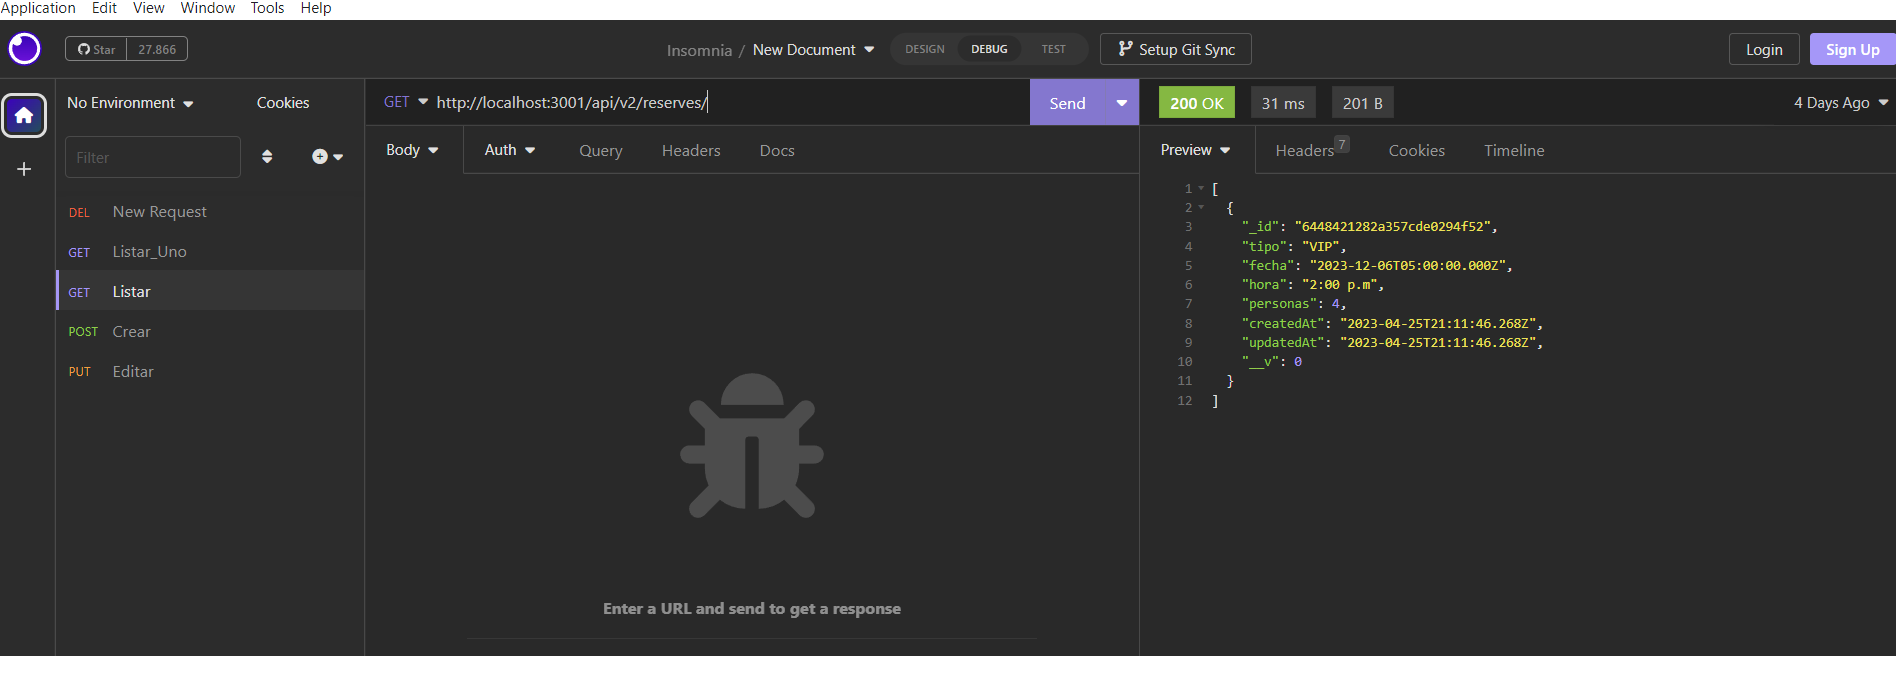 Application Edit View Window Tools Help
Star 27.866 Insomnia / New Document DESIGN DEBUG TEST Setup Git Sync Login Sign Up
No Environment Cookies
Filter
DEL New Request
GET Listar_Uno
GET Listar
POST Crear
PUT Editar
GET http://localhost:3001/api/v2/reserves/ Send
Body Auth Query Headers Docs
Enter a URL and send to get a response
200 OK 31 ms 201 B 4 Days Ago
Preview Headers 7 Cookies Timeline
1 [
2 {
3 "_id": "6448421282a357cde0294f52",
4 "tipo": "VIP",
5 "fecha": "2023-12-06T05:00:00.000Z",
6 "hora": "2:00 p.m",
7 "personas": 4,
8 "createdAt": "2023-04-25T21:11:46.268Z",
9 "updatedAt": "2023-04-25T21:11:46.268Z",
10 "__v": 0
11 }
12 ]